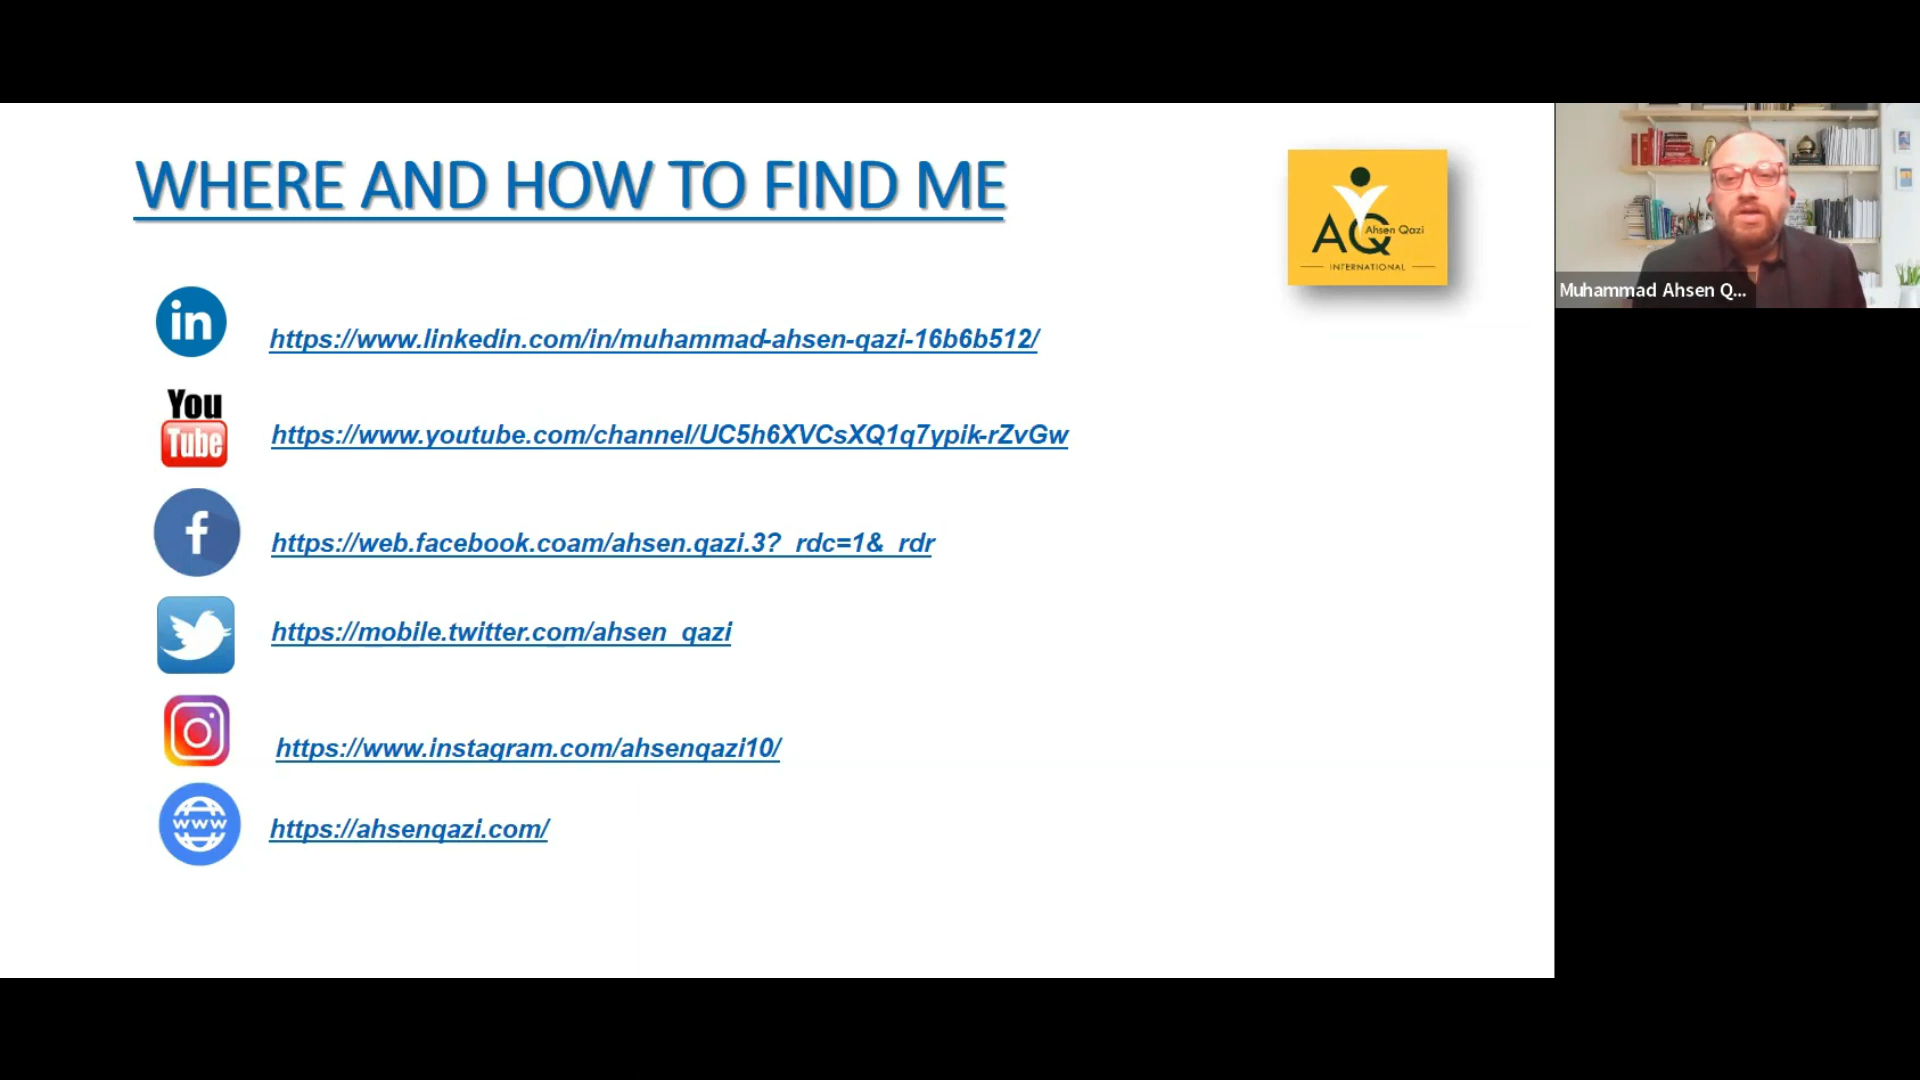 WHERE AND HOW TO FIND ME
AQ Ahsen Qazi
INTERNATIONAL
Muhammad Ahsen Q...
in
https://www.linkedin.com/in/muhammad-ahsen-qazi-16b6b512/
You
Tube
https://www.youtube.com/channel/UC5h6XVCsXQ1q7ypik-rZvGw
f
https://web.facebook.coam/ahsen.qazi.3?_rdc=1&_rdr
https://mobile.twitter.com/ahsen_qazi
https://www.instagram.com/ahsenqazi10/
www
https://ahsenqazi.com/